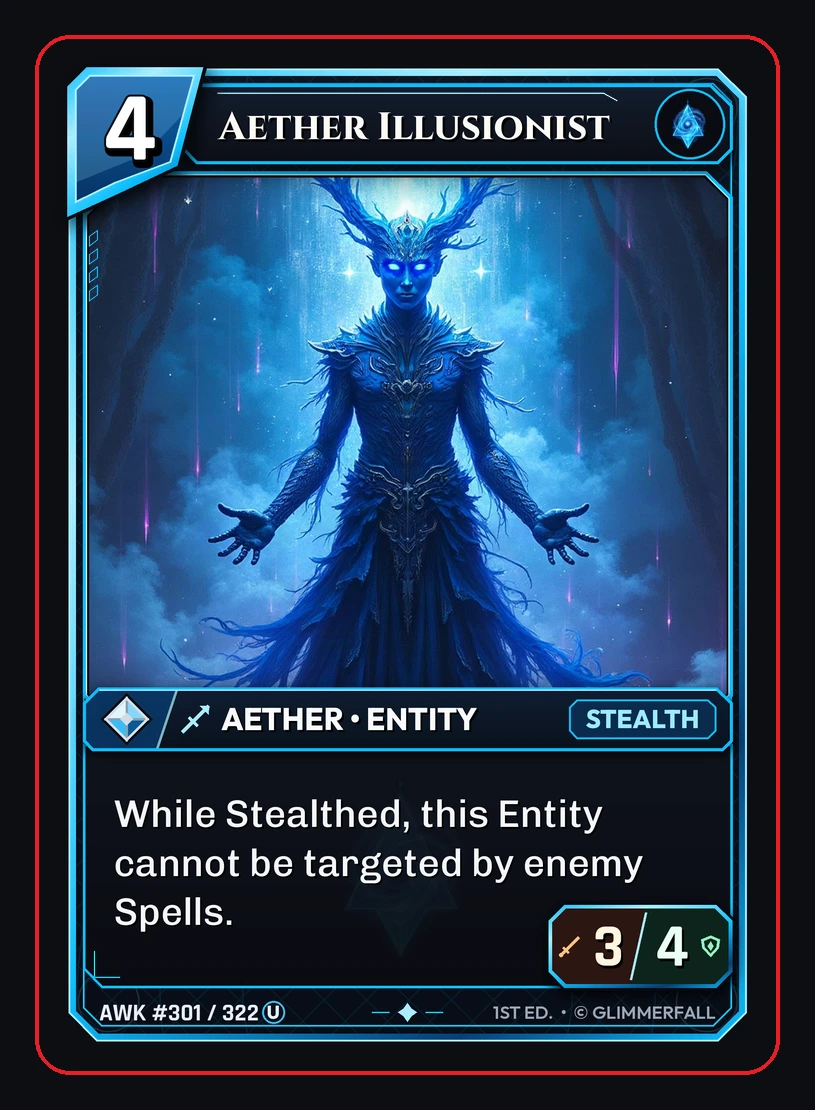 4
AETHER ILLUSIONIST
AETHER • ENTITY
STEALTH
While Stealthed, this Entity
cannot be targeted by enemy
Spells.
3 / 4
AWK #301 / 322 U
1ST ED. • © GLIMMERFALL